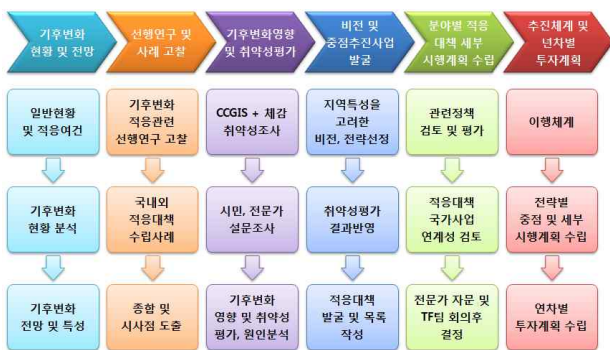 기후변화
현황 및 전망
선행연구 및
사례 고찰
기후변화영향
및 취약성평가
비전 및
중점추진사업
발굴
분야별 적응
대책 세부
시행계획 수립
추진체계 및
년차별
투자계획
일반현황
및 적응여건
기후변화
적응관련
선행연구 고찰
CCGIS + 체감
취약성조사
지역특성을
고려한
비전, 전략선정
관련정책
검토 및 평가
이행체계
기후변화
현황 분석
국내외
적응대책
수립사례
시민, 전문가
설문조사
취약성평가
결과반영
적응대책
국가사업
연계성 검토
전략별
중점 및 세부
시행계획 수립
기후변화
전망 및 특성
종합 및
시사점 도출
기후변화
영향 및 취약성
평가, 원인분석
적응대책
발굴 및 목록
작성
전문가 자문 및
TF팀 회의후
결정
연차별
투자계획 수립